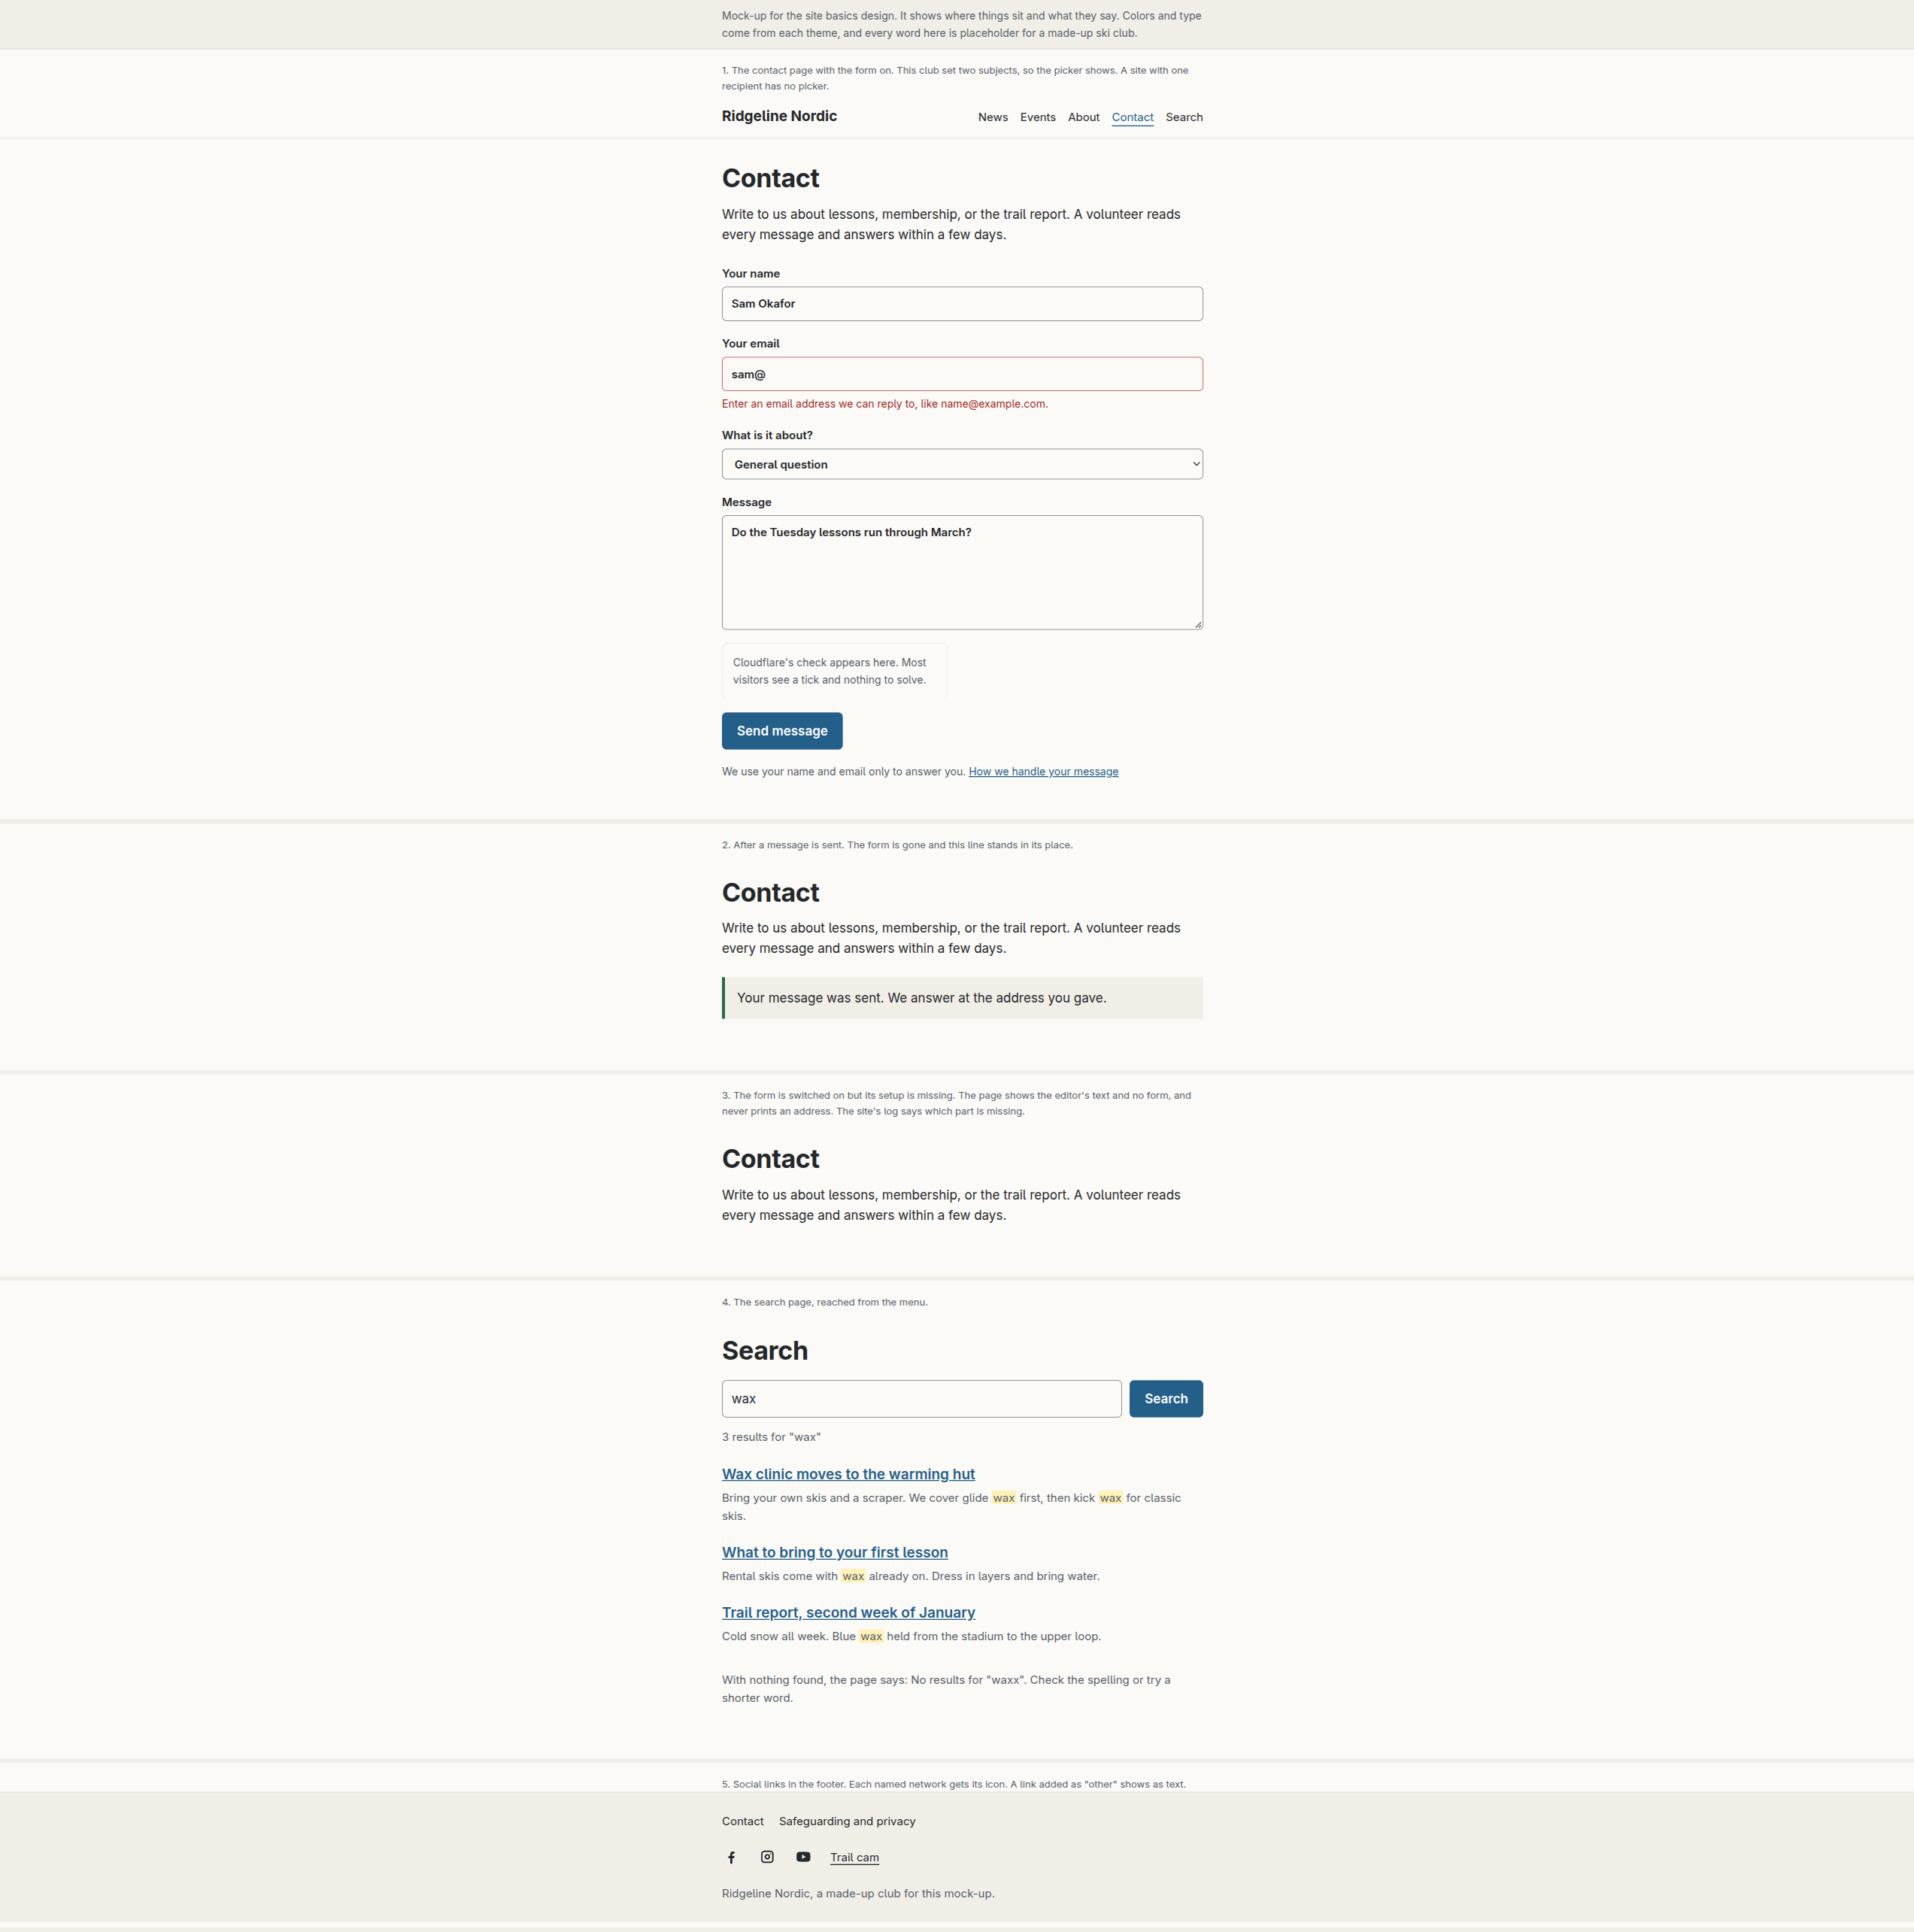 Mock-up for the site basics design. It shows where things sit and what they say. Colors and type
come from each theme, and every word here is placeholder for a made-up ski club.
1. The contact page with the form on. This club set two subjects, so the picker shows. A site with one
recipient has no picker.
Ridgeline Nordic
News Events About Contact Search
Contact
Write to us about lessons, membership, or the trail report. A volunteer reads
every message and answers within a few days.
Your name
Sam Okafor
Your email
sam@
Enter an email address we can reply to, like name@example.com.
What is it about?
General question
Message
Do the Tuesday lessons run through March?
Cloudflare's check appears here. Most
visitors see a tick and nothing to solve.
Send message
We use your name and email only to answer you. How we handle your message
2. After a message is sent. The form is gone and this line stands in its place.
Contact
Write to us about lessons, membership, or the trail report. A volunteer reads
every message and answers within a few days.
Your message was sent. We answer at the address you gave.
3. The form is switched on but its setup is missing. The page shows the editor's text and no form, and
never prints an address. The site's log says which part is missing.
Contact
Write to us about lessons, membership, or the trail report. A volunteer reads
every message and answers within a few days.
4. The search page, reached from the menu.
Search
wax
Search
3 results for "wax"
Wax clinic moves to the warming hut
Bring your own skis and a scraper. We cover glide wax first, then kick wax for classic
skis.
What to bring to your first lesson
Rental skis come with wax already on. Dress in layers and bring water.
Trail report, second week of January
Cold snow all week. Blue wax held from the stadium to the upper loop.
With nothing found, the page says: No results for "waxx". Check the spelling or try a
shorter word.
5. Social links in the footer. Each named network gets its icon. A link added as "other" shows as text.
Contact Safeguarding and privacy
Trail cam
Ridgeline Nordic, a made-up club for this mock-up.